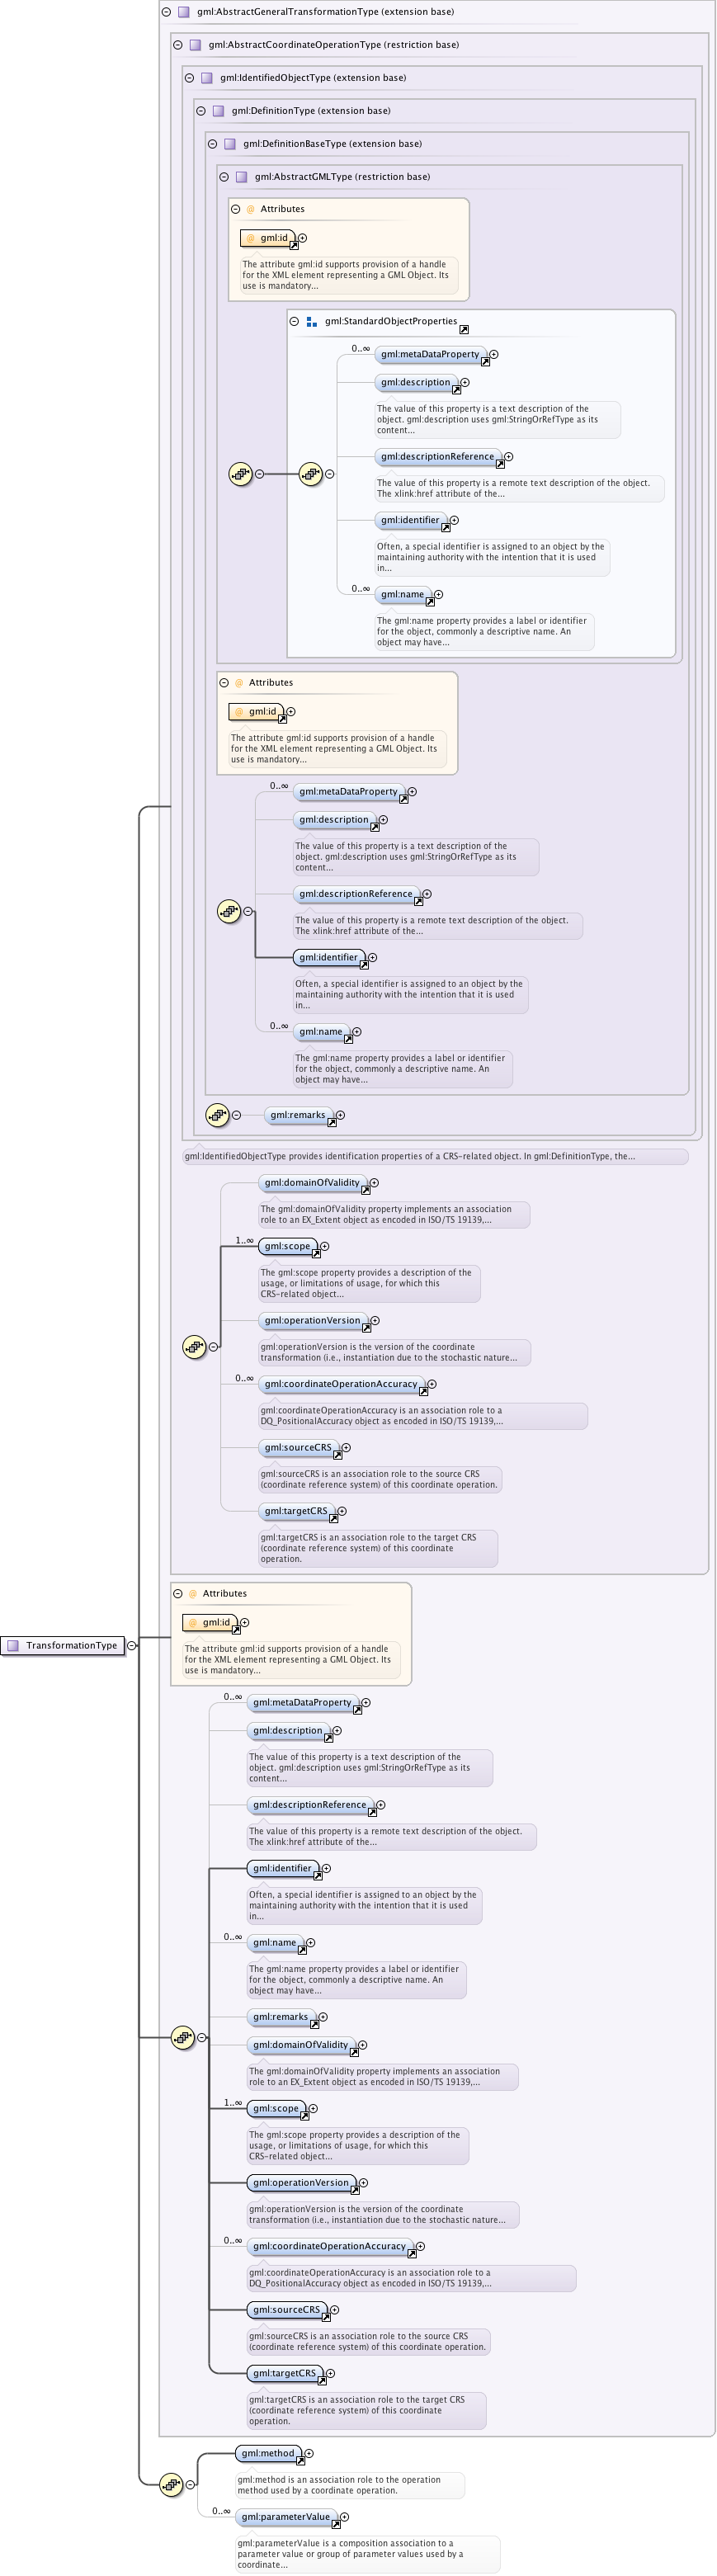 gml:AbstractGeneralTransformationType (extension base)
gml:AbstractCoordinateOperationType (restriction base)
gml:IdentifiedObjectType (extension base)
gml:DefinitionType (extension base)
gml:DefinitionBaseType (extension base)
gml:AbstractGMLType (restriction base)
@ Attributes
@ gml:id
The attribute gml:id supports provision of a handle
for the XML element representing a GML Object. Its
use is mandatory...
gml:StandardObjectProperties
0..∞
gml:metaDataProperty
gml:description
The value of this property is a text description of the
object. gml:description uses gml:StringOrRefType as its
content...
gml:descriptionReference
The value of this property is a remote text description of the object.
The xlink:href attribute of the...
gml:identifier
Often, a special identifier is assigned to an object by the
maintaining authority with the intention that it is used
in...
0..∞
gml:name
The gml:name property provides a label or identifier
for the object, commonly a descriptive name. An
object may have...
@ Attributes
@ gml:id
The attribute gml:id supports provision of a handle
for the XML element representing a GML Object. Its
use is mandatory...
0..∞
gml:metaDataProperty
gml:description
The value of this property is a text description of the
object. gml:description uses gml:StringOrRefType as its
content...
gml:descriptionReference
The value of this property is a remote text description of the object.
The xlink:href attribute of the...
gml:identifier
Often, a special identifier is assigned to an object by the
maintaining authority with the intention that it is used
in...
0..∞
gml:name
The gml:name property provides a label or identifier
for the object, commonly a descriptive name. An
object may have...
gml:remarks
gml:IdentifiedObjectType provides identification properties of a CRS-related object. In gml:DefinitionType, the...
gml:domainOfValidity
The gml:domainOfValidity property implements an association
role to an EX_Extent object as encoded in ISO/TS 19139,...
1..∞
gml:scope
The gml:scope property provides a description of the
usage, or limitations of usage, for which this
CRS-related object...
gml:operationVersion
gml:operationVersion is the version of the coordinate
transformation (i.e., instantiation due to the stochastic nature...
0..∞
gml:coordinateOperationAccuracy
gml:coordinateOperationAccuracy is an association role to a
DQ_PositionalAccuracy object as encoded in ISO/TS 19139,...
gml:sourceCRS
gml:sourceCRS is an association role to the source CRS
(coordinate reference system) of this coordinate operation.
gml:targetCRS
gml:targetCRS is an association role to the target CRS
(coordinate reference system) of this coordinate
operation.
@ Attributes
@ gml:id
TransformationType
The attribute gml:id supports provision of a handle
for the XML element representing a GML Object. Its
use is mandatory...
0..∞
gml:metaDataProperty
gml:description
The value of this property is a text description of the
object. gml:description uses gml:StringOrRefType as its
content...
gml:descriptionReference
The value of this property is a remote text description of the object.
The xlink:href attribute of the...
gml:identifier
Often, a special identifier is assigned to an object by the
maintaining authority with the intention that it is used
in...
0..∞
gml:name
The gml:name property provides a label or identifier
for the object, commonly a descriptive name. An
object may have...
gml:remarks
gml:domainOfValidity
The gml:domainOfValidity property implements an association
role to an EX_Extent object as encoded in ISO/TS 19139,...
1..∞
gml:scope
The gml:scope property provides a description of the
usage, or limitations of usage, for which this
CRS-related object...
gml:operationVersion
gml:operationVersion is the version of the coordinate
transformation (i.e., instantiation due to the stochastic nature...
0..∞
gml:coordinateOperationAccuracy
gml:coordinateOperationAccuracy is an association role to a
DQ_PositionalAccuracy object as encoded in ISO/TS 19139,...
gml:sourceCRS
gml:sourceCRS is an association role to the source CRS
(coordinate reference system) of this coordinate operation.
gml:targetCRS
gml:targetCRS is an association role to the target CRS
(coordinate reference system) of this coordinate
operation.
gml:method
gml:method is an association role to the operation
method used by a coordinate operation.
0..∞
gml:parameterValue
gml:parameterValue is a composition association to a
parameter value or group of parameter values used by a
coordinate...